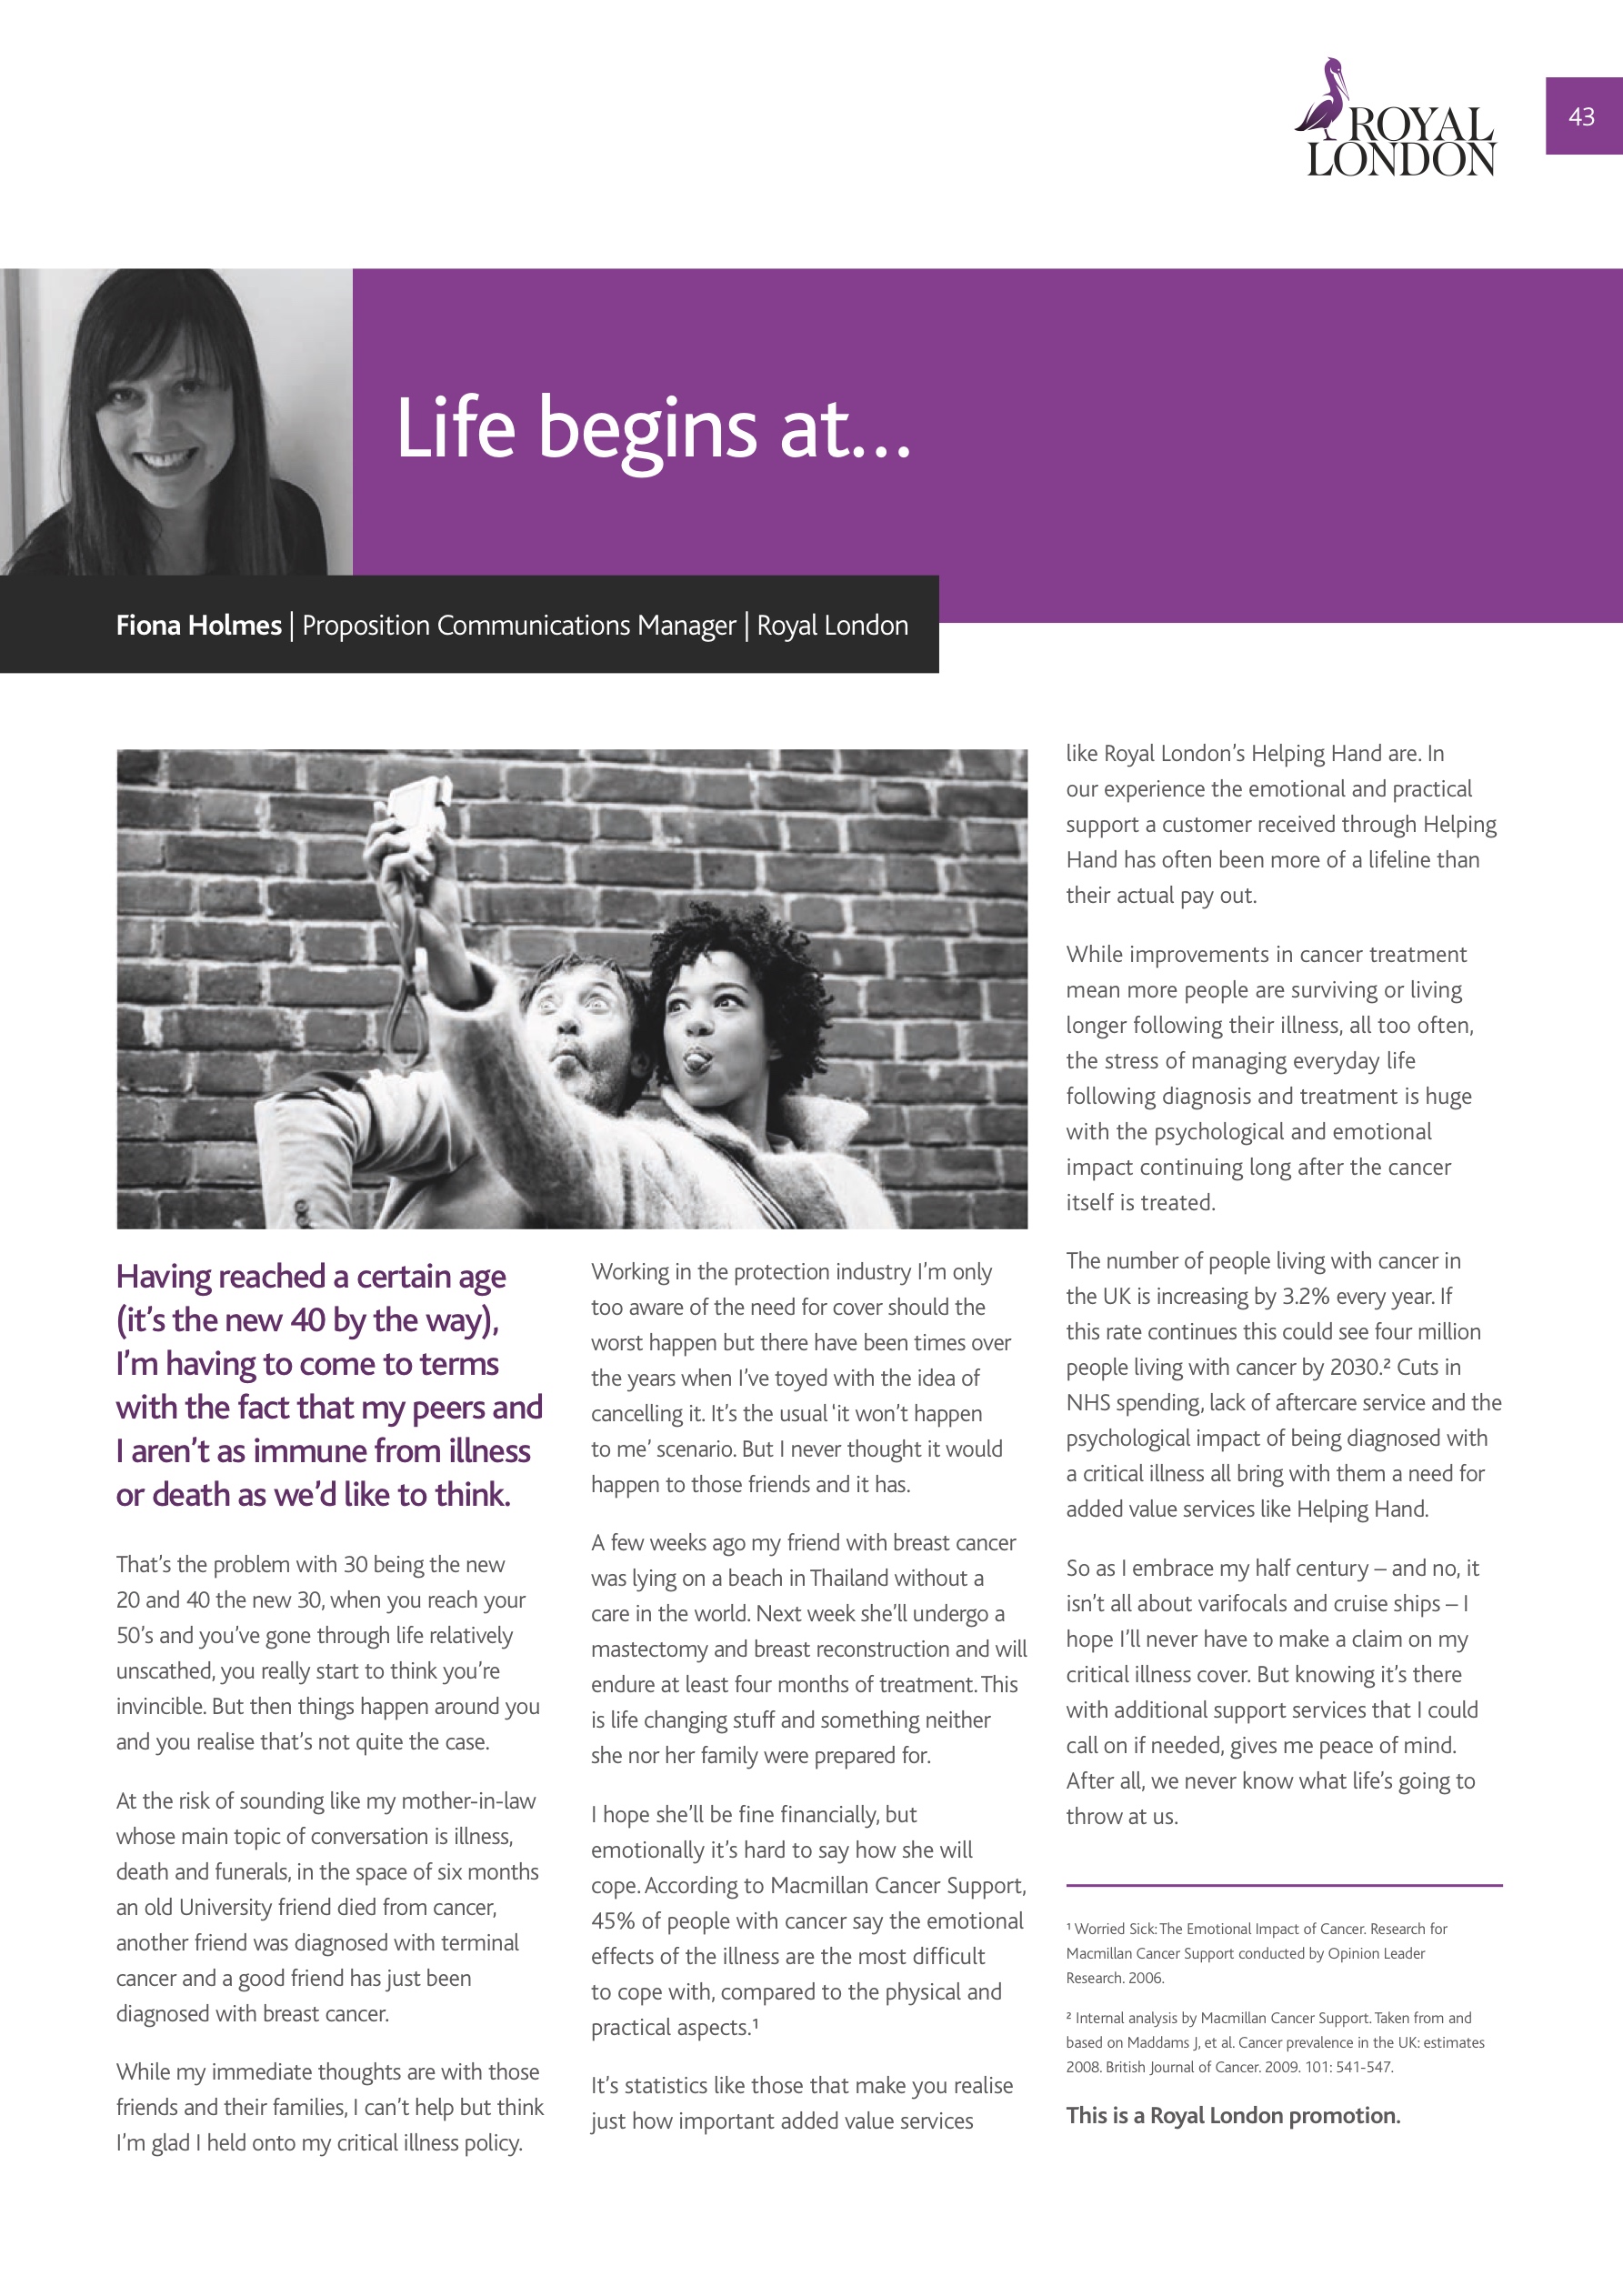 ROYAL
LONDON
43
Life begins at...
Fiona Holmes | Proposition Communications Manager | Royal London
Having reached a certain age
(it's the new 40 by the way),
I'm having to come to terms
with the fact that my peers and
I aren't as immune from illness
or death as we'd like to think.
That's the problem with 30 being the new
20 and 40 the new 30, when you reach your
50's and you've gone through life relatively
unscathed, you really start to think you're
invincible. But then things happen around you
and you realise that's not quite the case.
At the risk of sounding like my mother-in-law
whose main topic of conversation is illness,
death and funerals, in the space of six months
an old University friend died from cancer,
another friend was diagnosed with terminal
cancer and a good friend has just been
diagnosed with breast cancer.
While my immediate thoughts are with those
friends and their families, I can't help but think
I'm glad I held onto my critical illness policy.
Working in the protection industry I'm only
too aware of the need for cover should the
worst happen but there have been times over
the years when I've toyed with the idea of
cancelling it. It's the usual 'it won't happen
to me' scenario. But I never thought it would
happen to those friends and it has.
A few weeks ago my friend with breast cancer
was lying on a beach in Thailand without a
care in the world. Next week she'll undergo a
mastectomy and breast reconstruction and will
endure at least four months of treatment. This
is life changing stuff and something neither
she nor her family were prepared for.
I hope she'll be fine financially, but
emotionally it's hard to say how she will
cope. According to Macmillan Cancer Support,
45% of people with cancer say the emotional
effects of the illness are the most difficult
to cope with, compared to the physical and
practical aspects.¹
It's statistics like those that make you realise
just how important added value services
like Royal London's Helping Hand are. In
our experience the emotional and practical
support a customer received through Helping
Hand has often been more of a lifeline than
their actual pay out.
While improvements in cancer treatment
mean more people are surviving or living
longer following their illness, all too often,
the stress of managing everyday life
following diagnosis and treatment is huge
with the psychological and emotional
impact continuing long after the cancer
itself is treated.
The number of people living with cancer in
the UK is increasing by 3.2% every year. If
this rate continues this could see four million
people living with cancer by 2030.² Cuts in
NHS spending, lack of aftercare service and the
psychological impact of being diagnosed with
a critical illness all bring with them a need for
added value services like Helping Hand.
So as I embrace my half century – and no, it
isn't all about varifocals and cruise ships – I
hope I'll never have to make a claim on my
critical illness cover. But knowing it's there
with additional support services that I could
call on if needed, gives me peace of mind.
After all, we never know what life's going to
throw at us.
¹ Worried Sick: The Emotional Impact of Cancer. Research for
Macmillan Cancer Support conducted by Opinion Leader
Research. 2006.
² Internal analysis by Macmillan Cancer Support. Taken from and
based on Maddams J, et al. Cancer prevalence in the UK: estimates
2008. British Journal of Cancer. 2009. 101: 541-547.
This is a Royal London promotion.